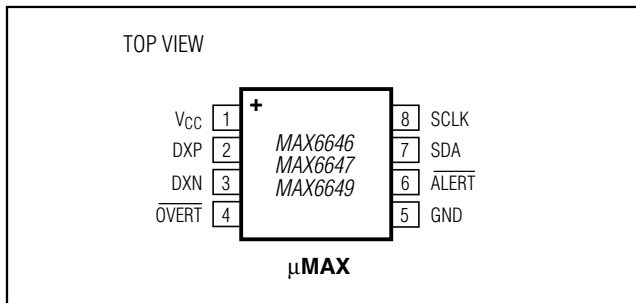 TOP VIEW
VCC 1 + 8 SCLK
DXP 2 MAX6646 7 SDA
MAX6647
DXN 3 MAX6649 6 ALERT
OVERT 4 5 GND
µMAX